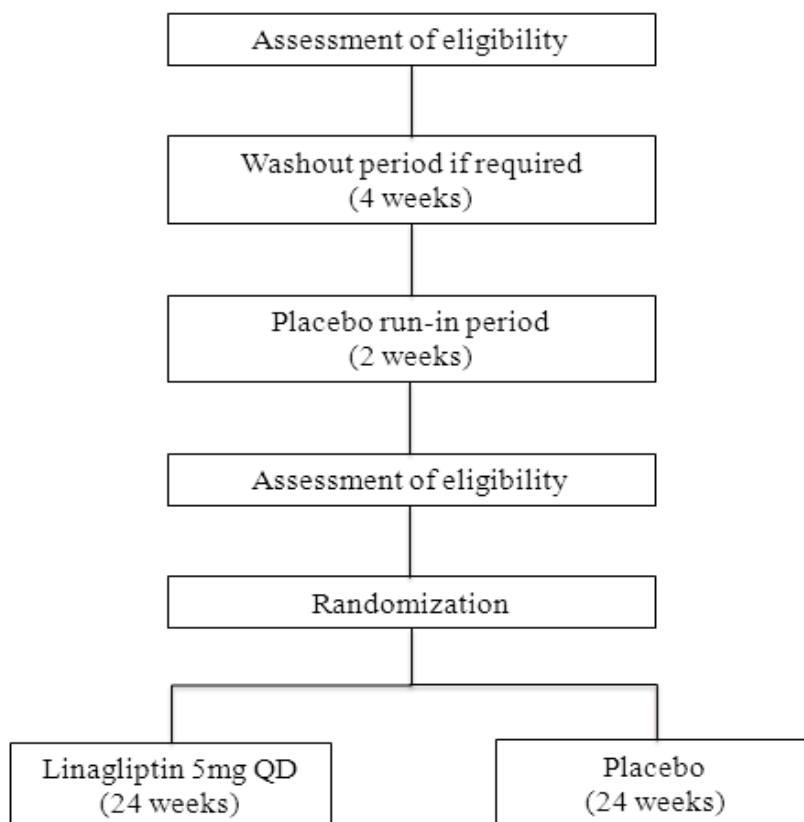 Assessment of eligibility
Washout period if required
(4 weeks)
Placebo run-in period
(2 weeks)
Assessment of eligibility
Randomization
Linagliptin 5mg QD
(24 weeks)
Placebo
(24 weeks)